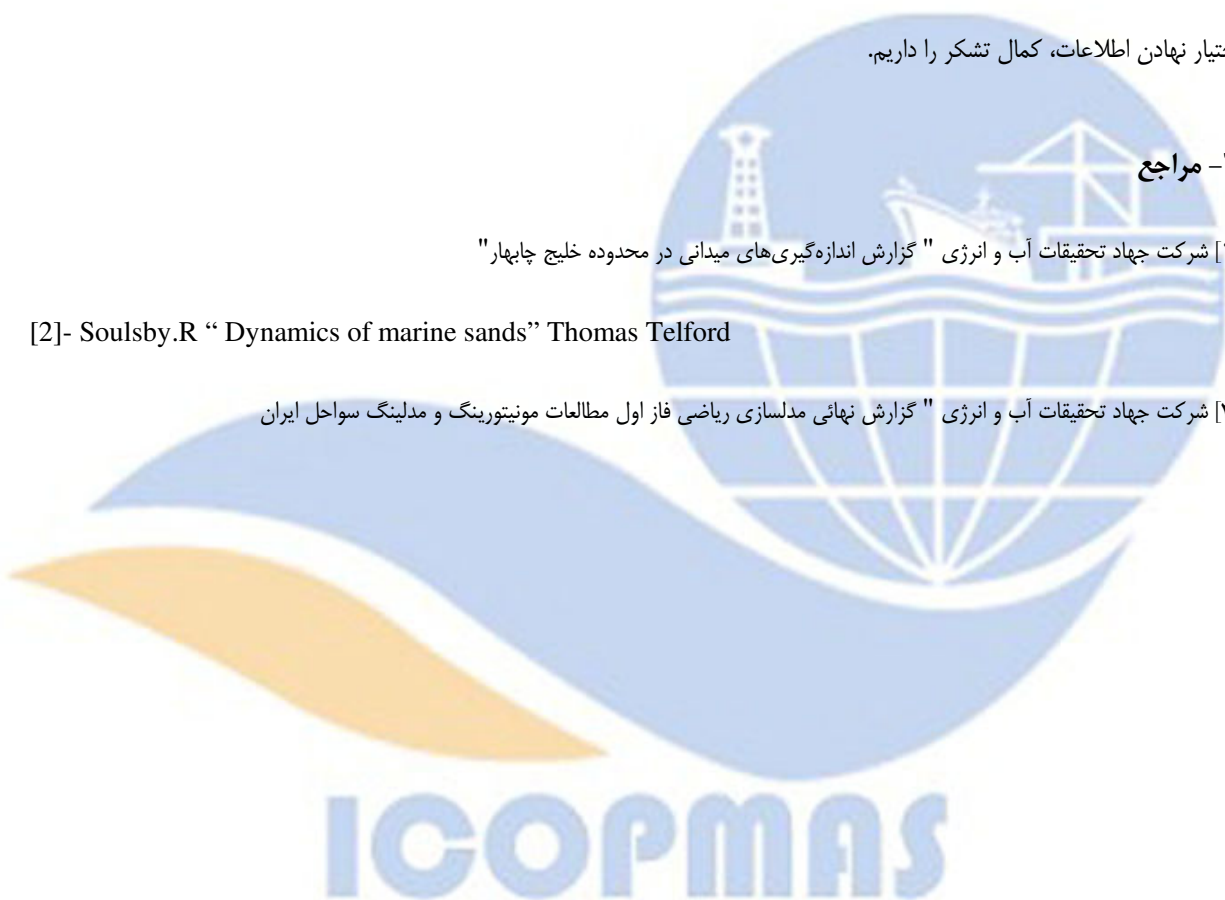 نهادن اطلاعات، کمال تشکر را داریم.
- مراجع
] شرکت جهاد تحقیقات آب و انرژی " گزارش اندازه‌گیری‌های میدانی در محدوده خلیج چابهار"
[2]- Soulsby.R “ Dynamics of marine sands” Thomas Telford
] شرکت جهاد تحقیقات آب و انرژی " گزارش نهائی مدلسازی ریاضی فاز اول مطالعات مونیتورینگ و مدلینگ سواحل ایران
ICOPMAS